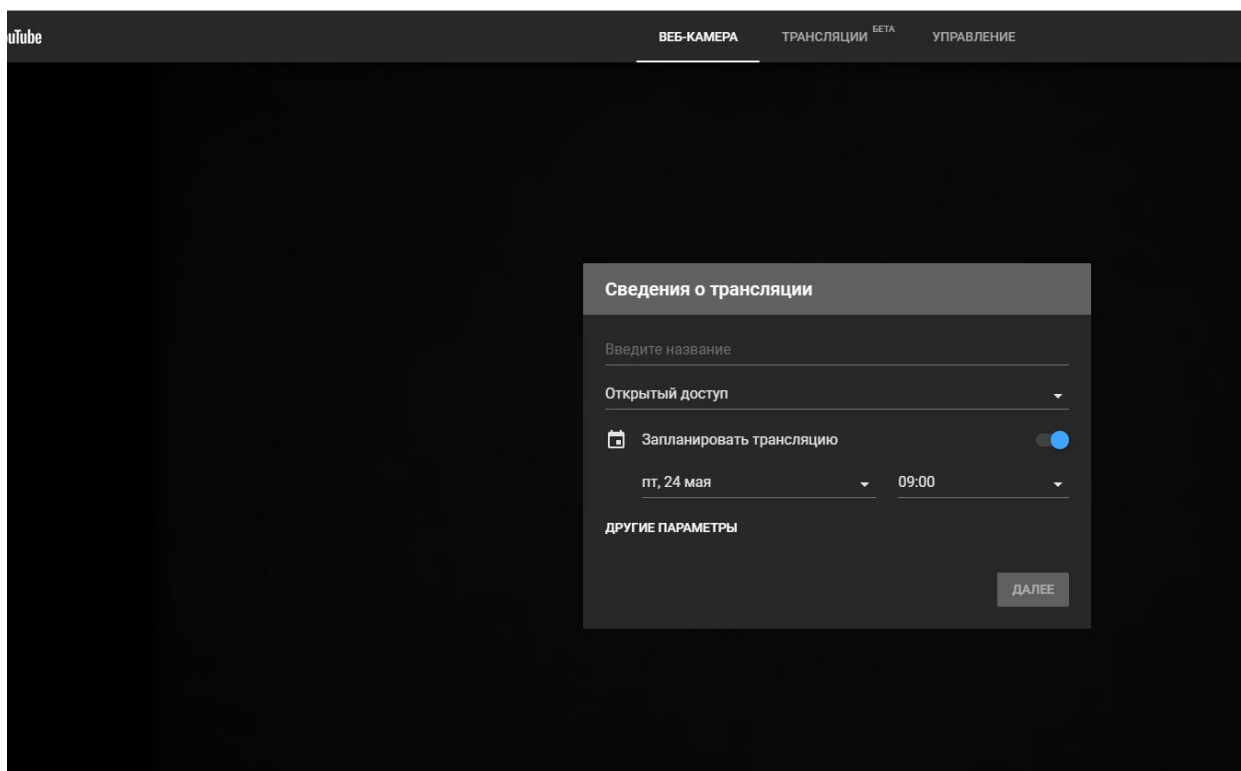 uTube
ВЕБ-КАМЕРА
ТРАНСЛЯЦИИ БЕТА
УПРАВЛЕНИЕ
Сведения о трансляции
Введите название
Открытый доступ
Запланировать трансляцию
пт, 24 мая
09:00
ДРУГИЕ ПАРАМЕТРЫ
ДАЛЕЕ